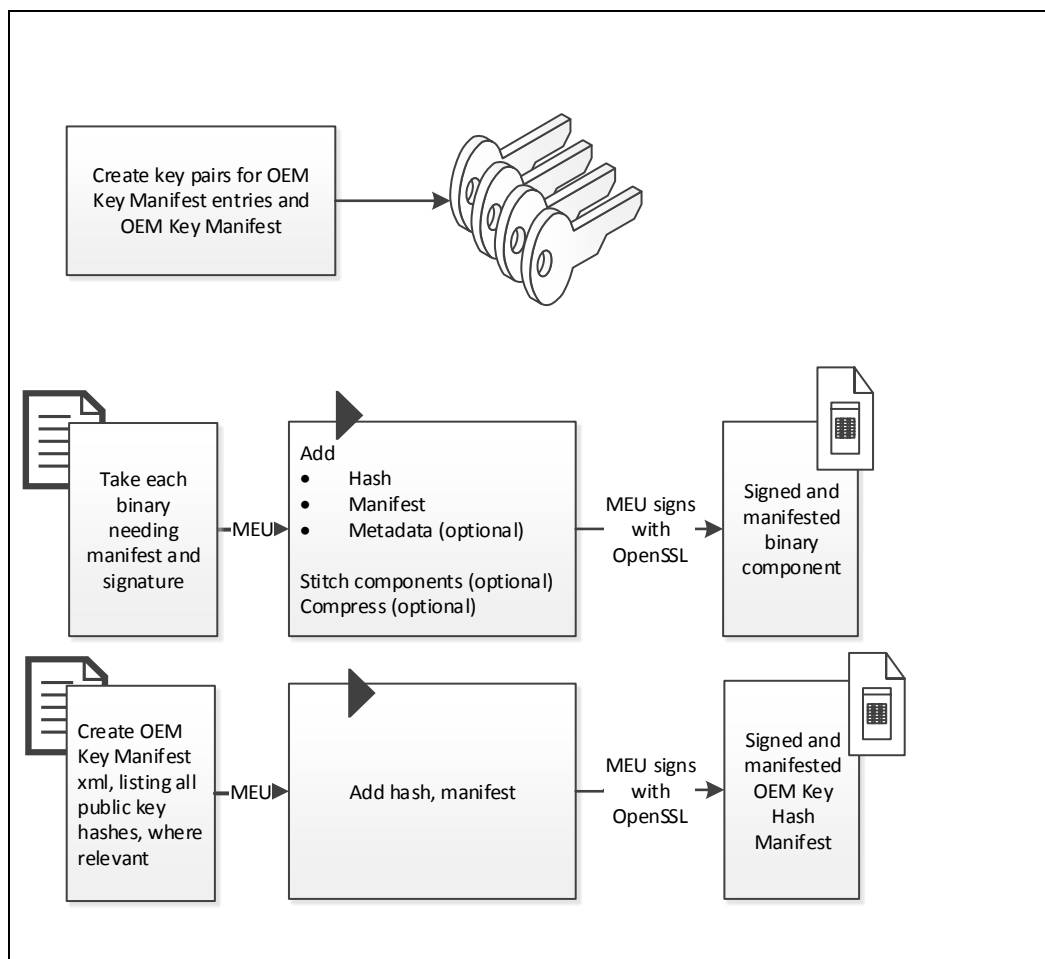 Create key pairs for OEM
Key Manifest entries and
OEM Key Manifest
Take each
binary
needing
manifest and
signature
MEU
Add
• Hash
• Manifest
• Metadata (optional)
Stitch components (optional)
Compress (optional)
MEU signs
with
OpenSSL
Signed and
manifested
binary
component
Create OEM
Key Manifest
xml, listing all
public key
hashes, where
relevant
MEU
Add hash, manifest
MEU signs
with
OpenSSL
Signed and
manifested
OEM Key
Hash
Manifest